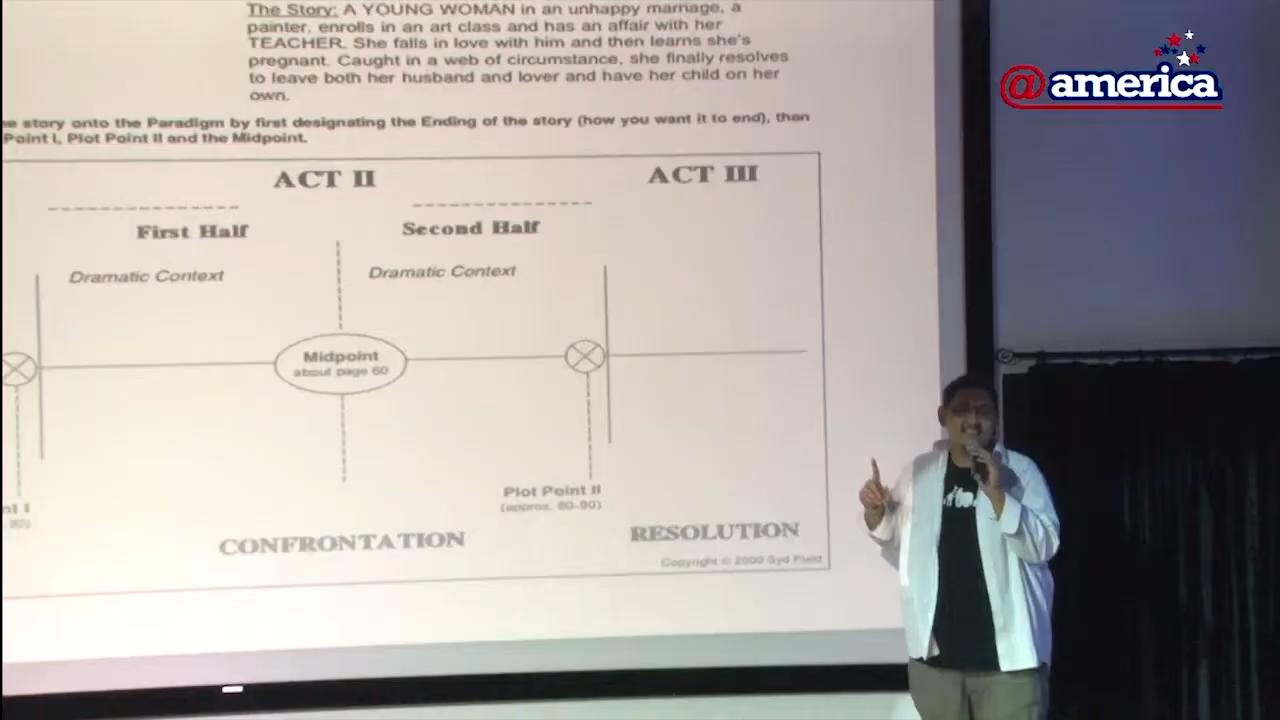 The Story: A YOUNG WOMAN in an unhappy marriage, a
painter, enrolls in an art class and has an affair with her
TEACHER. She falls in love with him and then learns she's
pregnant. Caught in a web of circumstance, she finally resolves
to leave both her husband and lover and have her child on her
own.
@america
story onto the Paradigm by first designating the Ending of the story (how you want it to end), then
Point I, Plot Point II and the Midpoint.
ACT II
ACT III
First Half
Second Half
Dramatic Context
Dramatic Context
Midpoint
about page 60
Plot Point II
(approx. 80-90)
CONFRONTATION
RESOLUTION
Copyright © 2000 Syd Field